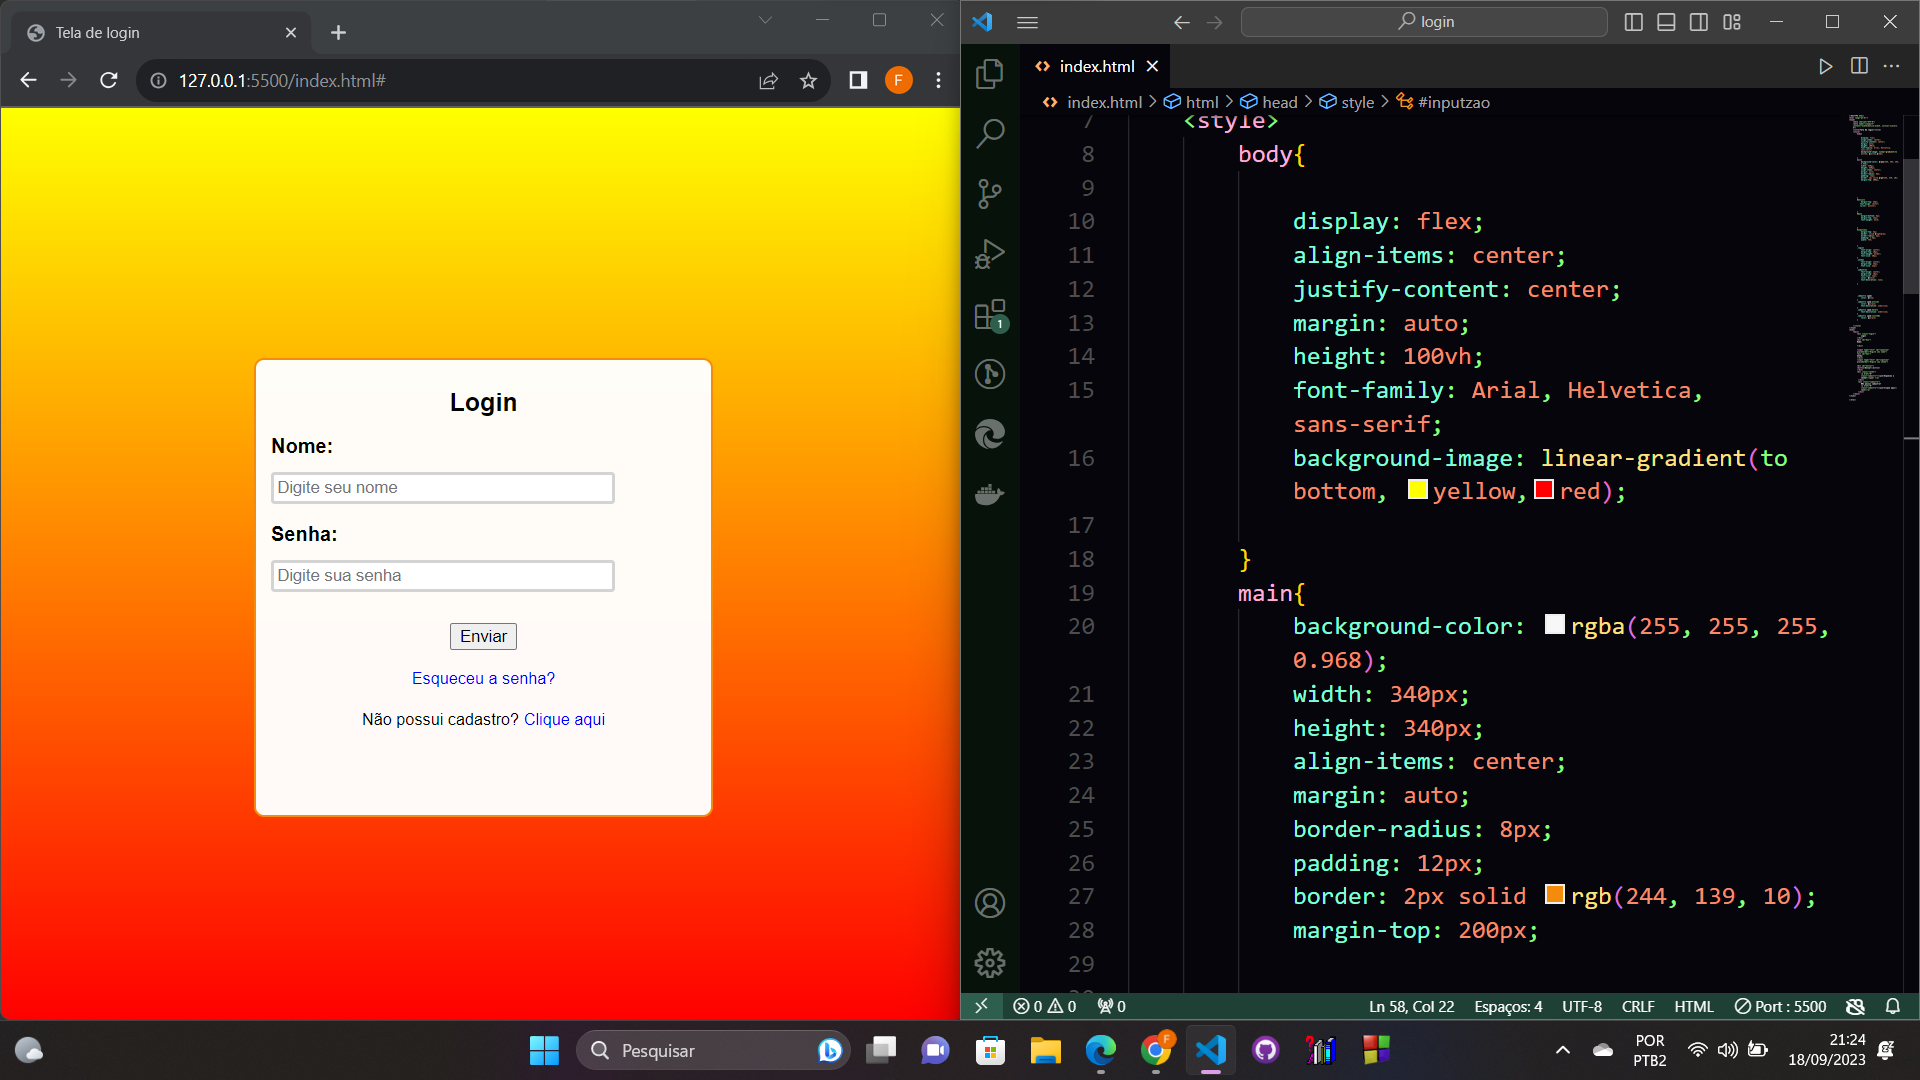 Tela de login
127.0.0.1:5500/index.html#
F
Login
Nome:
Digite seu nome
Senha:
Digite sua senha
Enviar
Esqueceu a senha?
Não possui cadastro? Clique aqui
login
index.html
index.html html head style #inputzao
7 <style>
8 body{
9
10 display: flex;
11 align-items: center;
12 justify-content: center;
13 margin: auto;
14 height: 100vh;
15 font-family: Arial, Helvetica,
sans-serif;
16 background-image: linear-gradient(to
bottom, yellow,red);
17
18 }
19 main{
20 background-color: rgba(255, 255, 255,
0.968);
21 width: 340px;
22 height: 340px;
23 align-items: center;
24 margin: auto;
25 border-radius: 8px;
26 padding: 12px;
27 border: 2px solid rgb(244, 139, 10);
28 margin-top: 200px;
29
1
0 0 0 Ln 58, Col 22 Espaços: 4 UTF-8 CRLF HTML Port : 5500
Pesquisar
F
POR
PTB2
21:24
18/09/2023